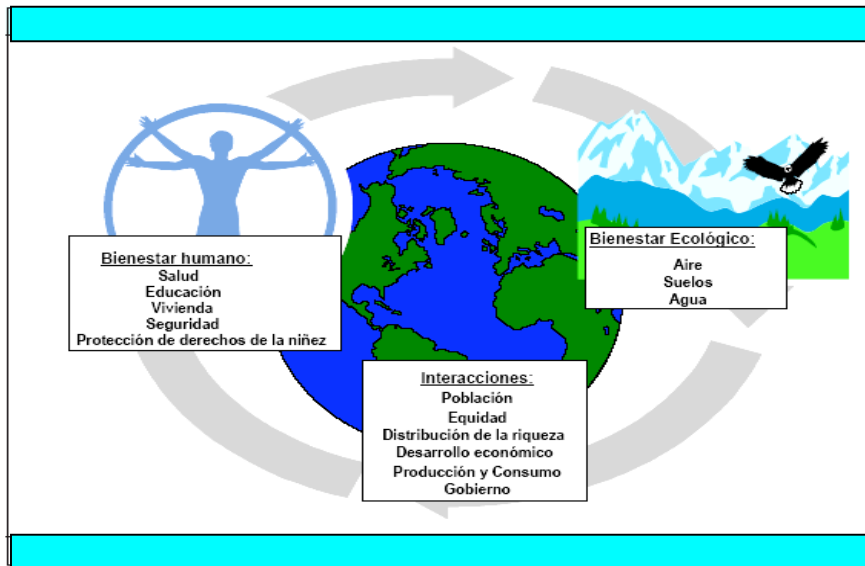 Bienestar humano:
Salud
Educación
Vivienda
Seguridad
Protección de derechos de la niñez
Bienestar Ecológico:
Aire
Suelos
Agua
Interacciones:
Población
Equidad
Distribución de la riqueza
Desarrollo económico
Producción y Consumo
Gobierno